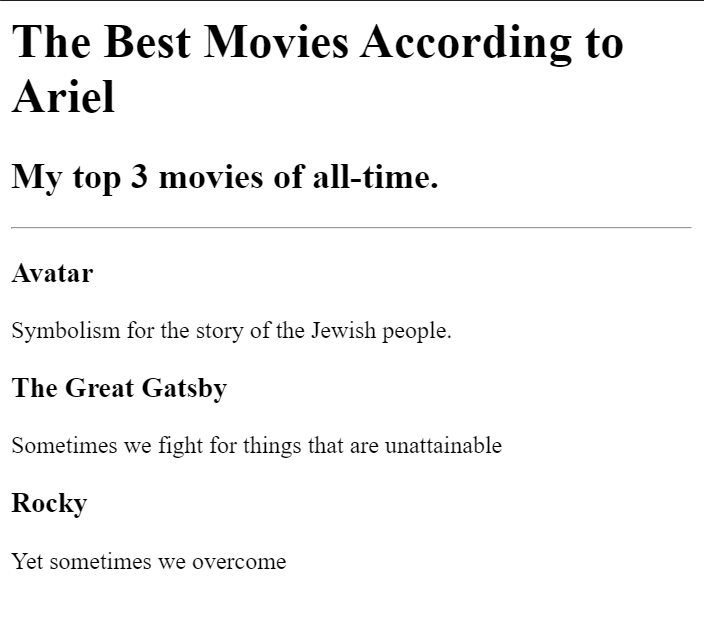 The Best Movies According to
Ariel
My top 3 movies of all-time.
Avatar
Symbolism for the story of the Jewish people.
The Great Gatsby
Sometimes we fight for things that are unattainable
Rocky
Yet sometimes we overcome